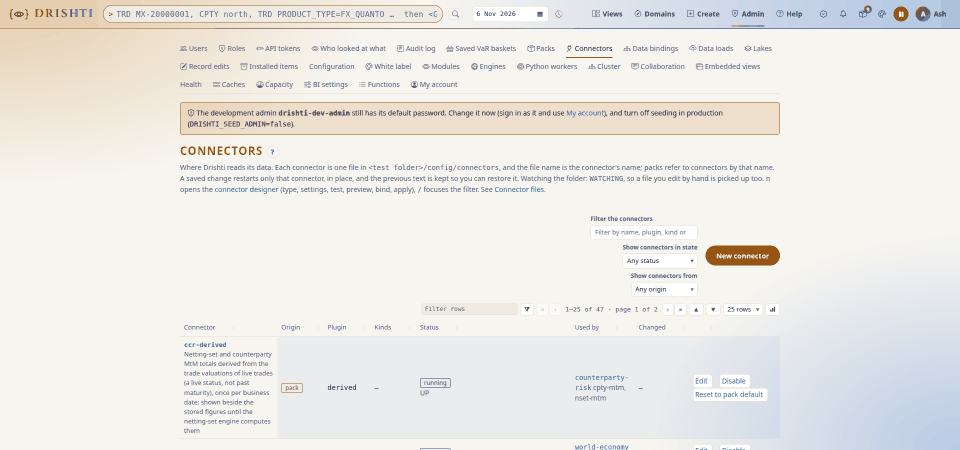 {👁} DRISHTI
> TRD MX-20000001, CPTY north, TRD PRODUCT_TYPE=FX_QUANTO … then <G
6 Nov 2026
Views
Domains
Create
Admin
Help
Ash
Users
Roles
API tokens
Who looked at what
Audit log
Saved VaR baskets
Packs
Connectors
Data bindings
Data loads
Lakes
Record edits
Installed items
Configuration
White label
Modules
Engines
Python workers
Cluster
Collaboration
Embedded views
Health
Caches
Capacity
BI settings
Functions
My account
The development admin drishti-dev-admin still has its default password. Change it now (sign in as it and use My account), and turn off seeding in production
(DRISHTI_SEED_ADMIN=false).
CONNECTORS ?
Where Drishti reads its data. Each connector is one file in <test folder>/config/connectors, and the file name is the connector's name; packs refer to connectors by that name.
A saved change restarts only that connector, in place, and the previous text is kept so you can restore it. Watching the folder: WATCHING, so a file you edit by hand is picked up too. n
opens the connector designer (type, settings, test, preview, bind, apply), / focuses the filter. See Connector files.
Filter the connectors
Filter by name, plugin, kind or
Show connectors in state
Any status
New connector
Show connectors from
Any origin
Filter rows
« ‹ 1–25 of 47 · page 1 of 2 › »
25 rows
Connector
Origin
Plugin
Kinds
Status
Used by
Changed
ccr-derived
Netting-set and counterparty
MtM totals derived from the
trade valuations of live trades
(a live status, not past
maturity), once per business
date: shown beside the
stored figures until the
netting-set engine computes
them
pack
derived
–
running
UP
counterparty-
risk cpty-mtm,
nset-mtm
–
Edit
Disable
Reset to pack default
world-economy
Edit
Disable